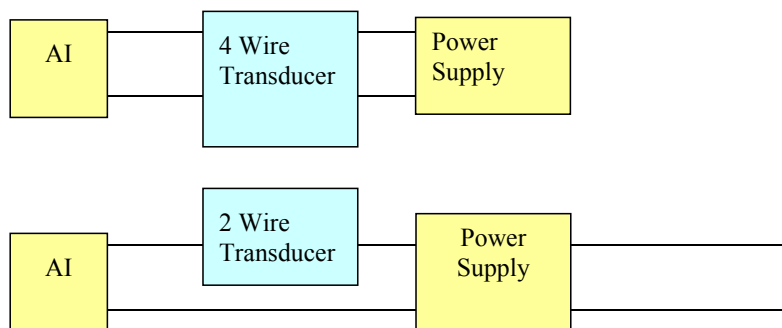 AI
4 Wire
Transducer
Power
Supply
AI
2 Wire
Transducer
Power
Supply